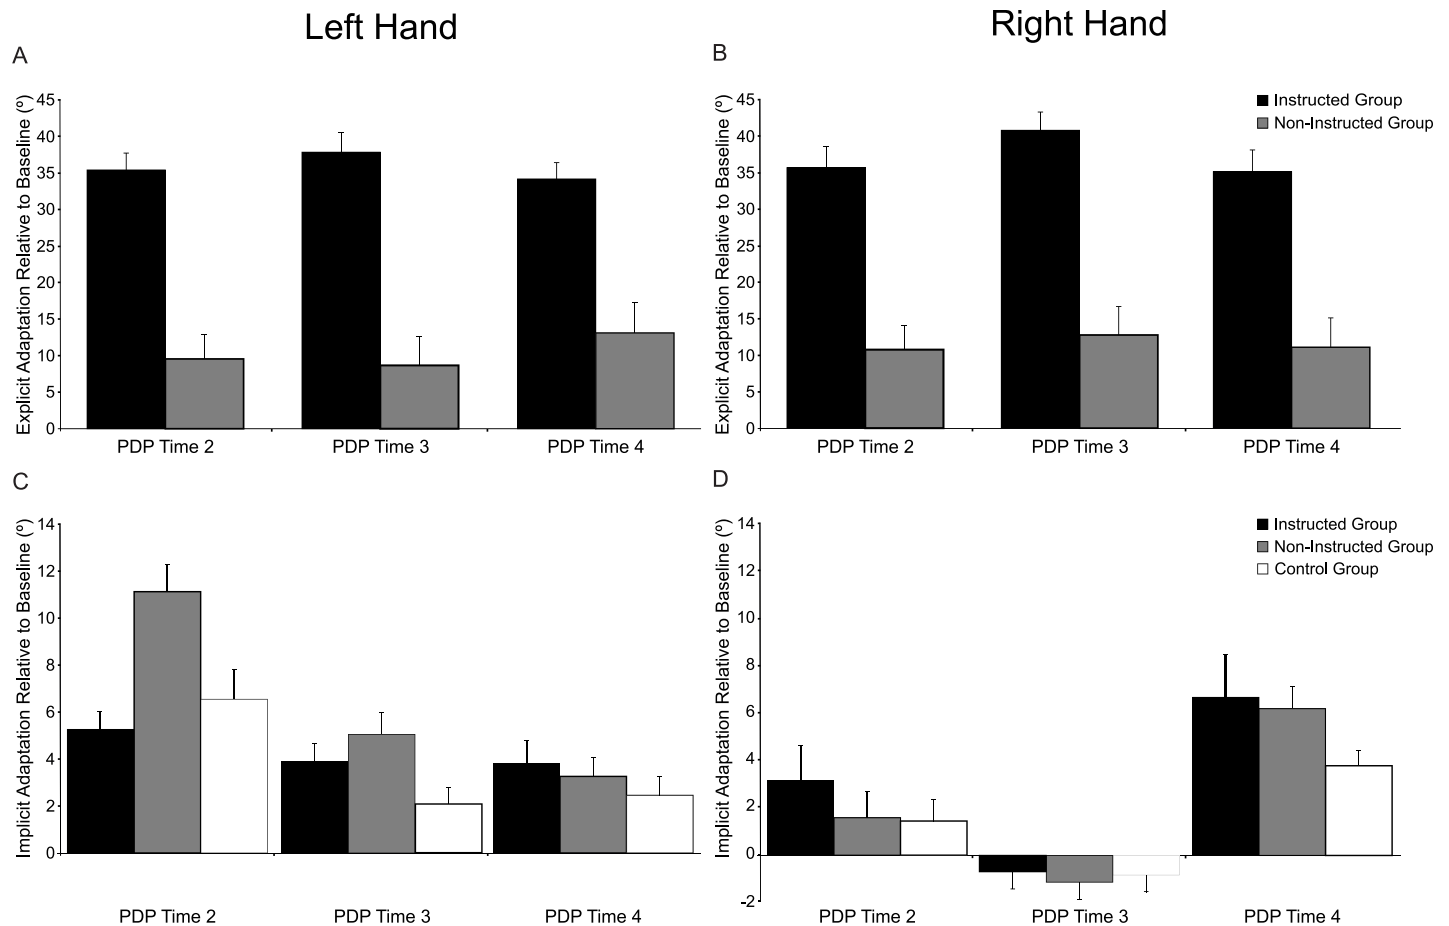 Left Hand
Right Hand
A
Explicit Adaptation Relative to Baseline (º)
45
40
35
30
25
20
15
10
5
0
PDP Time 2
PDP Time 3
PDP Time 4
B
Explicit Adaptation Relative to Baseline (º)
45
40
35
30
25
20
15
10
5
0
Instructed Group
Non-Instructed Group
PDP Time 2
PDP Time 3
PDP Time 4
C
Implicit Adaptation Relative to Baseline (º)
14
12
10
8
6
4
2
0
PDP Time 2
PDP Time 3
PDP Time 4
D
Implicit Adaptation Relative to Baseline (º)
14
12
10
8
6
4
2
0
-2
Instructed Group
Non-Instructed Group
Control Group
PDP Time 2
PDP Time 3
PDP Time 4